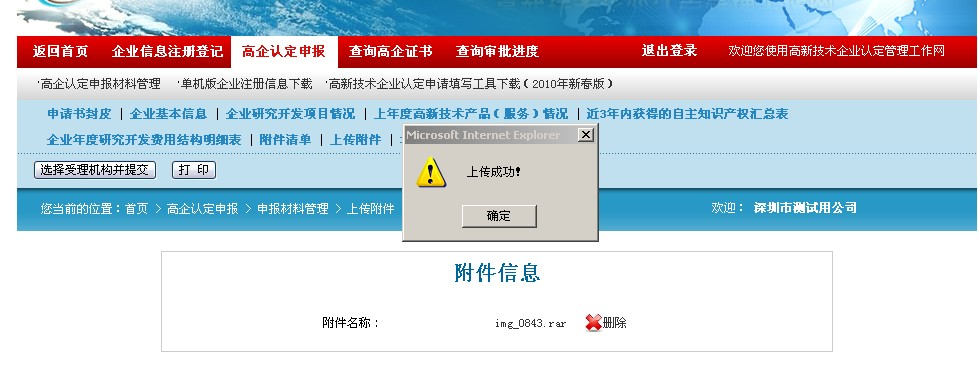 返回首页 企业信息注册登记 高企认定申报 查询高企证书 查询审批进度 退出登录 欢迎您使用高新技术企业认定管理工作网
·高企认定申报材料管理 ·单机版企业注册信息下载 ·高新技术企业认定申请填写工具下载(2010年新春版)
申请书封皮 | 企业基本信息 | 企业研究开发项目情况 | 上年度高新技术产品(服务)情况 | 近3年内获得的自主知识产权汇总表
企业年度研究开发费用结构明细表 | 附件清单 | 上传附件 |
Microsoft Internet Explorer
上传成功!
确定
选择受理机构并提交 打 印
您当前的位置:首页 > 高企认定申报 > 申报材料管理 > 上传附件 欢迎: 深圳市测试用公司
附件信息
附件名称: img_0843.rar 删除